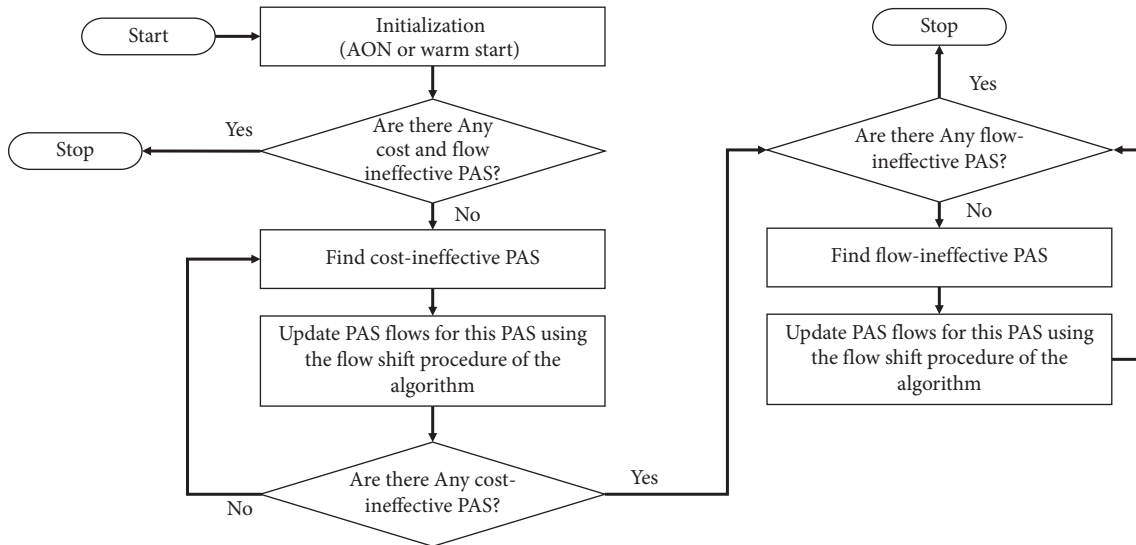 Start
Initialization
(AON or warm start)
Are there Any
cost and flow
ineffective PAS?
Yes
Stop
No
Find cost-ineffective PAS
Update PAS flows for this PAS using
the flow shift procedure of the
algorithm
Are there Any cost-
ineffective PAS?
No
Yes
Stop
Yes
Are there Any flow-
ineffective PAS?
No
Find flow-ineffective PAS
Update PAS flows for this PAS using
the flow shift procedure of the
algorithm